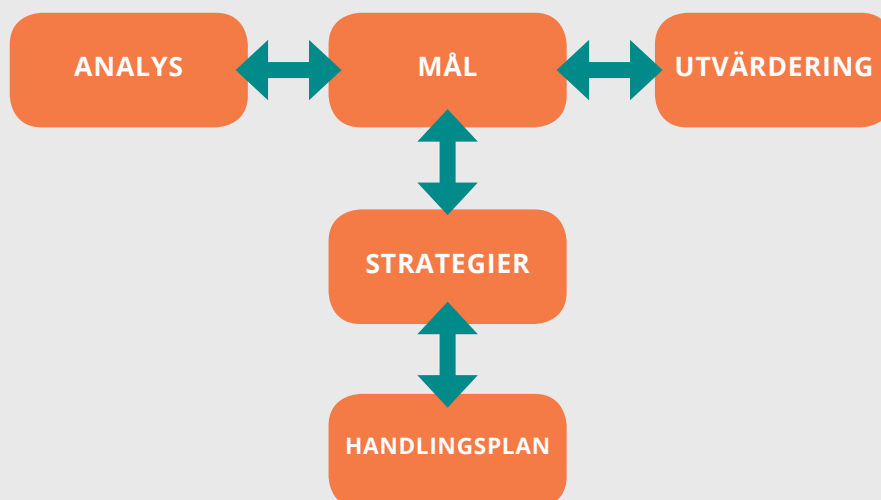 ANALYS
MÅL
UTVÄRDERING
STRATEGIER
HANDLINGSPLAN